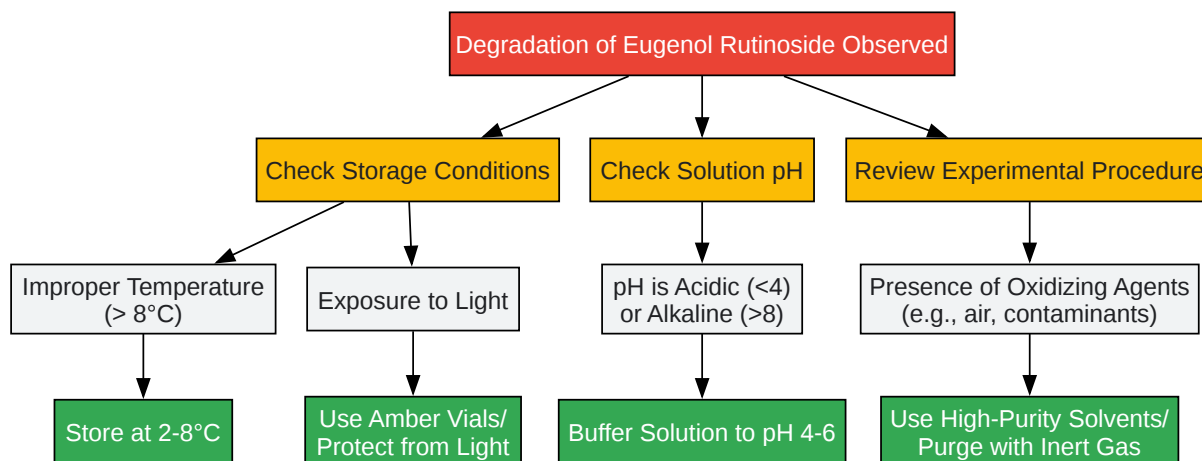 Degradation of Eugenol Rutinoside Observed
Check Storage Conditions
Check Solution pH
Review Experimental Procedure
Improper Temperature
(> 8°C)
Exposure to Light
pH is Acidic (<4)
or Alkaline (>8)
Presence of Oxidizing Agents
(e.g., air, contaminants)
Store at 2-8°C
Use Amber Vials/
Protect from Light
Buffer Solution to pH 4-6
Use High-Purity Solvents/
Purge with Inert Gas